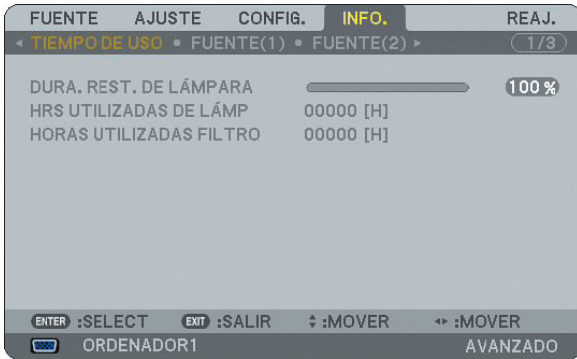 FUENTE AJUSTE CONFIG. INFO. REAJ.
TIEMPO DE USO • FUENTE(1) • FUENTE(2) 1/3
DURA. REST. DE LÁMPARA 100 %
HRS UTILIZADAS DE LÁMP 00000 [H]
HORAS UTILIZADAS FILTRO 00000 [H]
ENTER :SELECT EXIT :SALIR :MOVER :MOVER
ORDENADOR1 AVANZADO